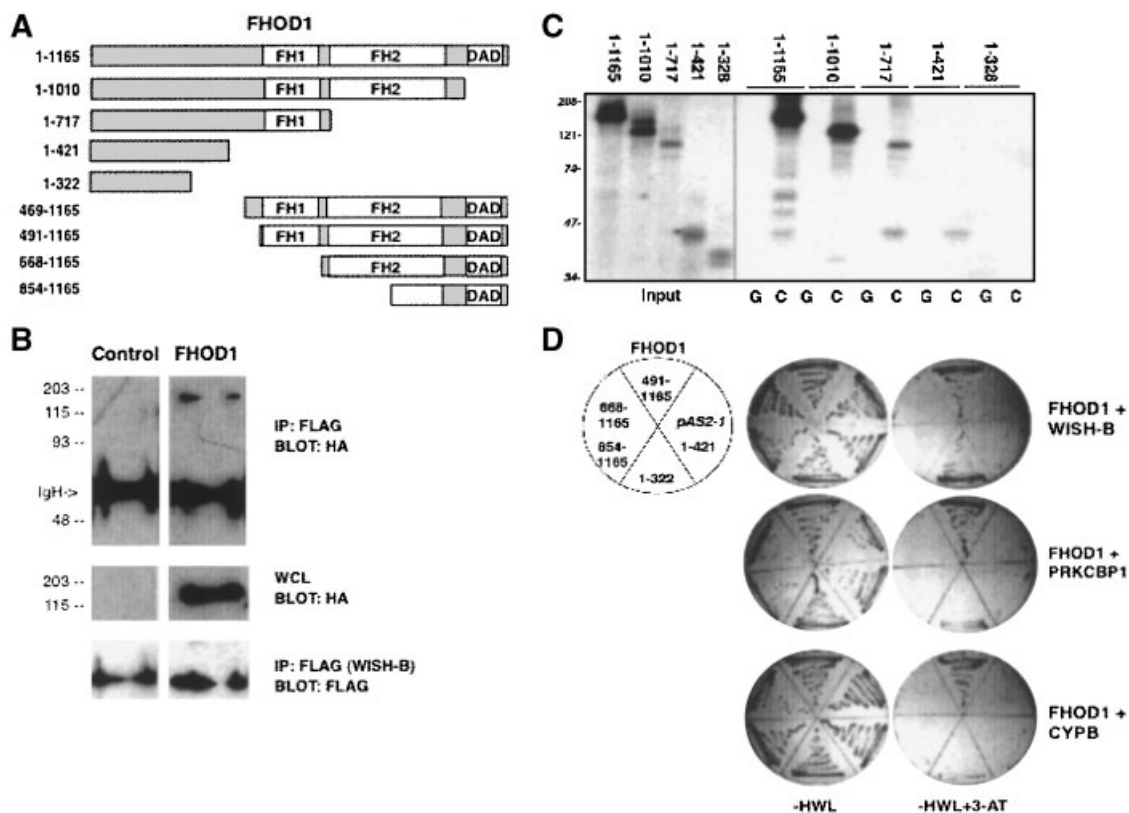 A
FHOD1
1-1165 FH1 FH2 DAD
1-1010 FH1 FH2
1-717 FH1
1-421
1-322
469-1165 FH1 FH2 DAD
491-1165 FH1 FH2 DAD
668-1165 FH2 DAD
854-1165 DAD
B
Control FHOD1
203 --
115 --
93 --
IgH->
48 --
IP: FLAG
BLOT: HA
203 --
115 --
WCL
BLOT: HA
IP: FLAG (WISH-B)
BLOT: FLAG
C
1-1165 1-1010 1-717 1-421 1-328 1-1165 1-1010 1-717 1-421 1-328
208-
121-
79-
47-
34-
Input G C G C G C G C G C
D
FHOD1
491-
1165
668-
1165
pAS2-1
854-
1165
1-421
1-322
FHOD1 +
WISH-B
FHOD1 +
PRKCBP1
FHOD1 +
CYPB
-HWL -HWL+3-AT